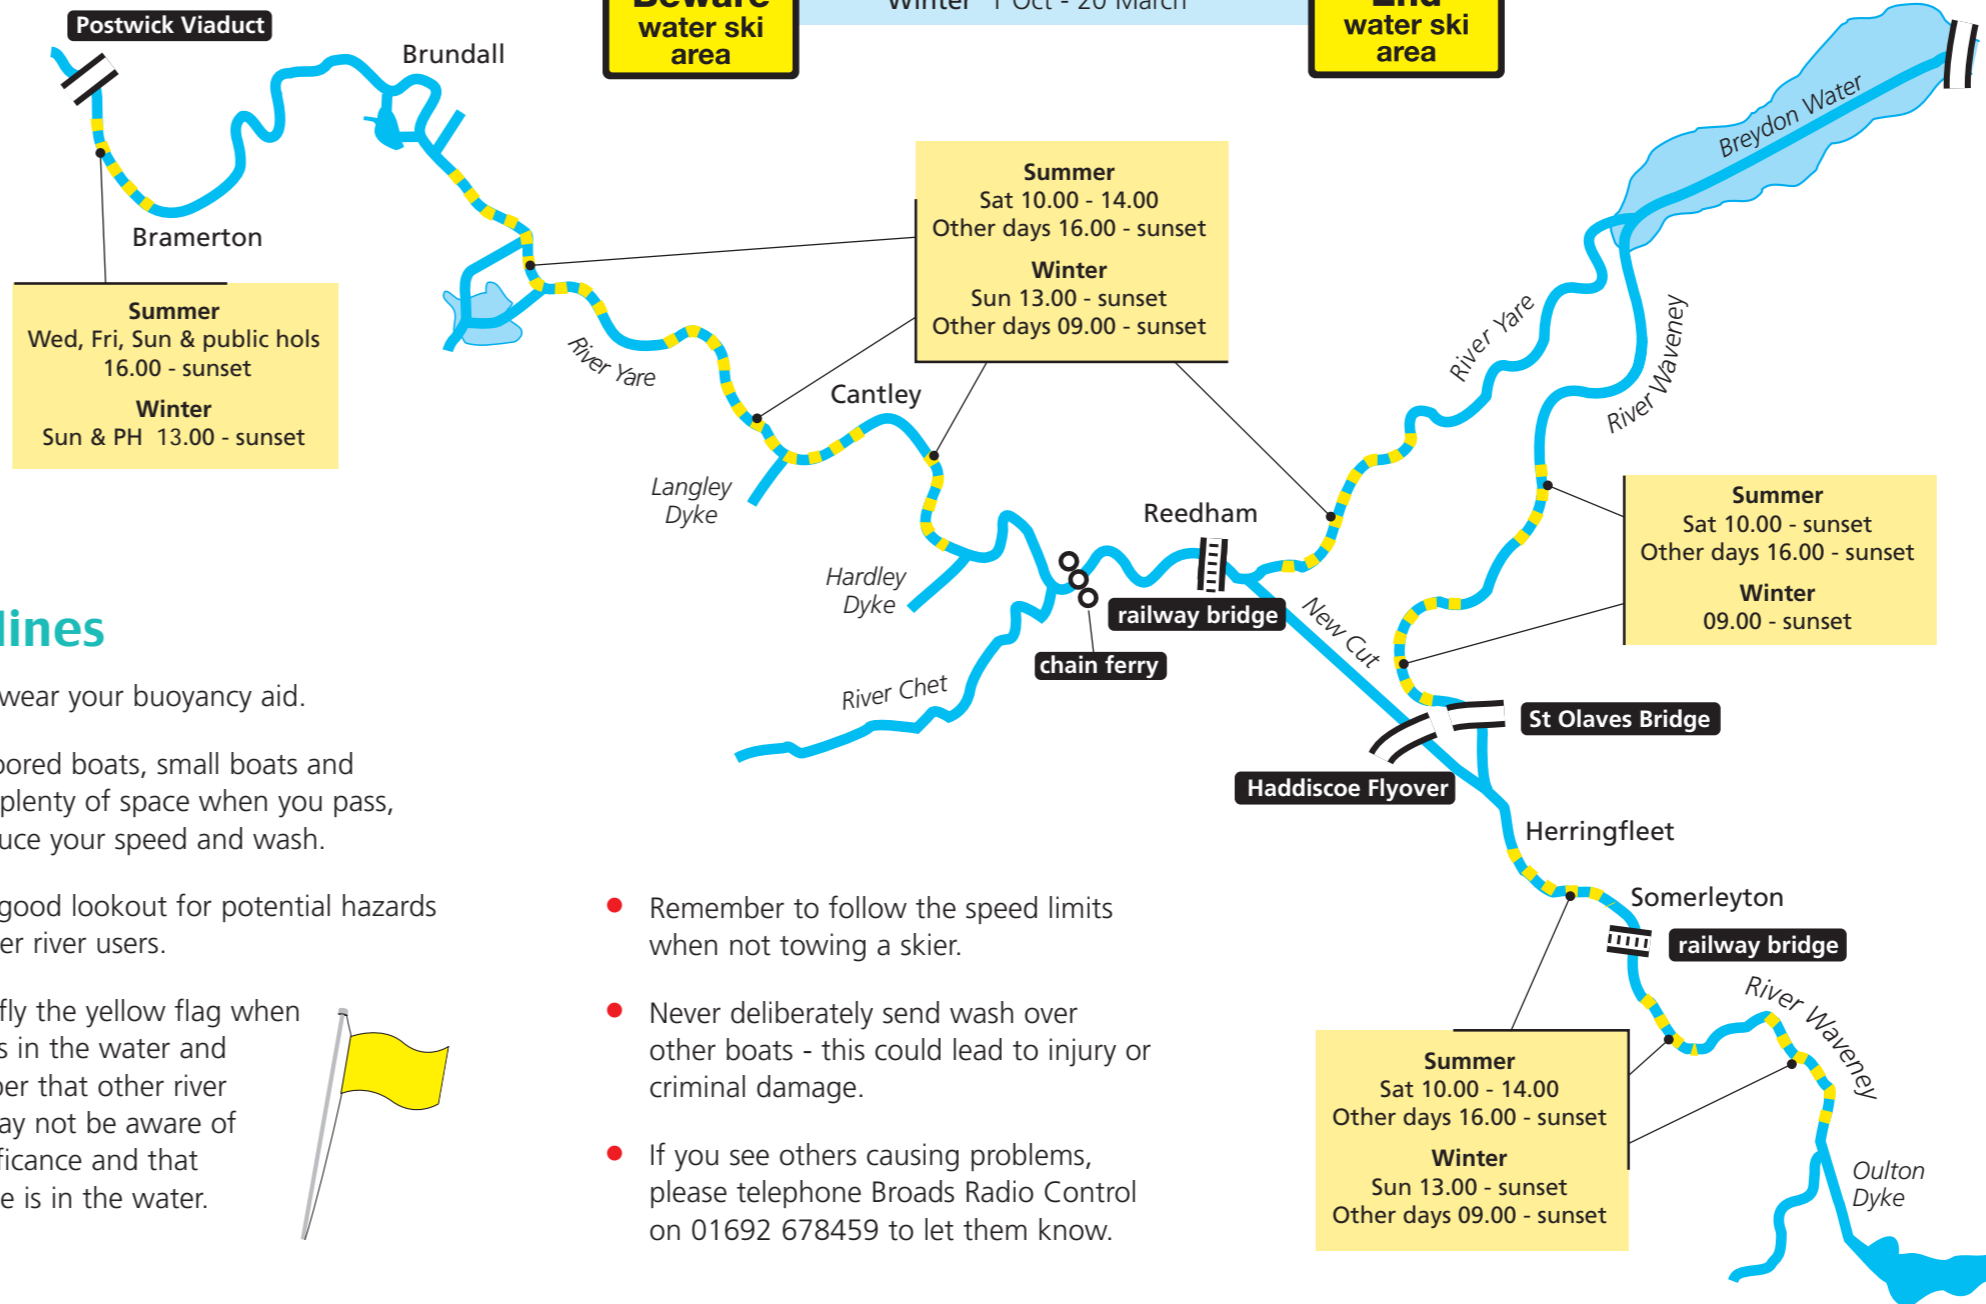 Beware
water ski
area
Winter 1 Oct - 20 March
End
water ski
area
Postwick Viaduct
Brundall
Bramerton
Breydon Water
Summer
Wed, Fri, Sun & public hols
16.00 - sunset
Winter
Sun & PH 13.00 - sunset
Summer
Sat 10.00 - 14.00
Other days 16.00 - sunset
Winter
Sun 13.00 - sunset
Other days 09.00 - sunset
River Yare
Cantley
Langley
Dyke
Hardley
Dyke
Reedham
railway bridge
chain ferry
River Chet
New Cut
River Yare
River Waveney
Summer
Sat 10.00 - sunset
Other days 16.00 - sunset
Winter
09.00 - sunset
St Olaves Bridge
Haddiscoe Flyover
Herringfleet
Somerleyton
railway bridge
River Waveney
Summer
Sat 10.00 - 14.00
Other days 16.00 - sunset
Winter
Sun 13.00 - sunset
Other days 09.00 - sunset
Oulton
Dyke
lines
wear your buoyancy aid.
oored boats, small boats and
plenty of space when you pass,
uce your speed and wash.
good lookout for potential hazards
er river users.
fly the yellow flag when
s in the water and
ber that other river
ay not be aware of
ficance and that
e is in the water.
Remember to follow the speed limits
when not towing a skier.
Never deliberately send wash over
other boats - this could lead to injury or
criminal damage.
If you see others causing problems,
please telephone Broads Radio Control
on 01692 678459 to let them know.